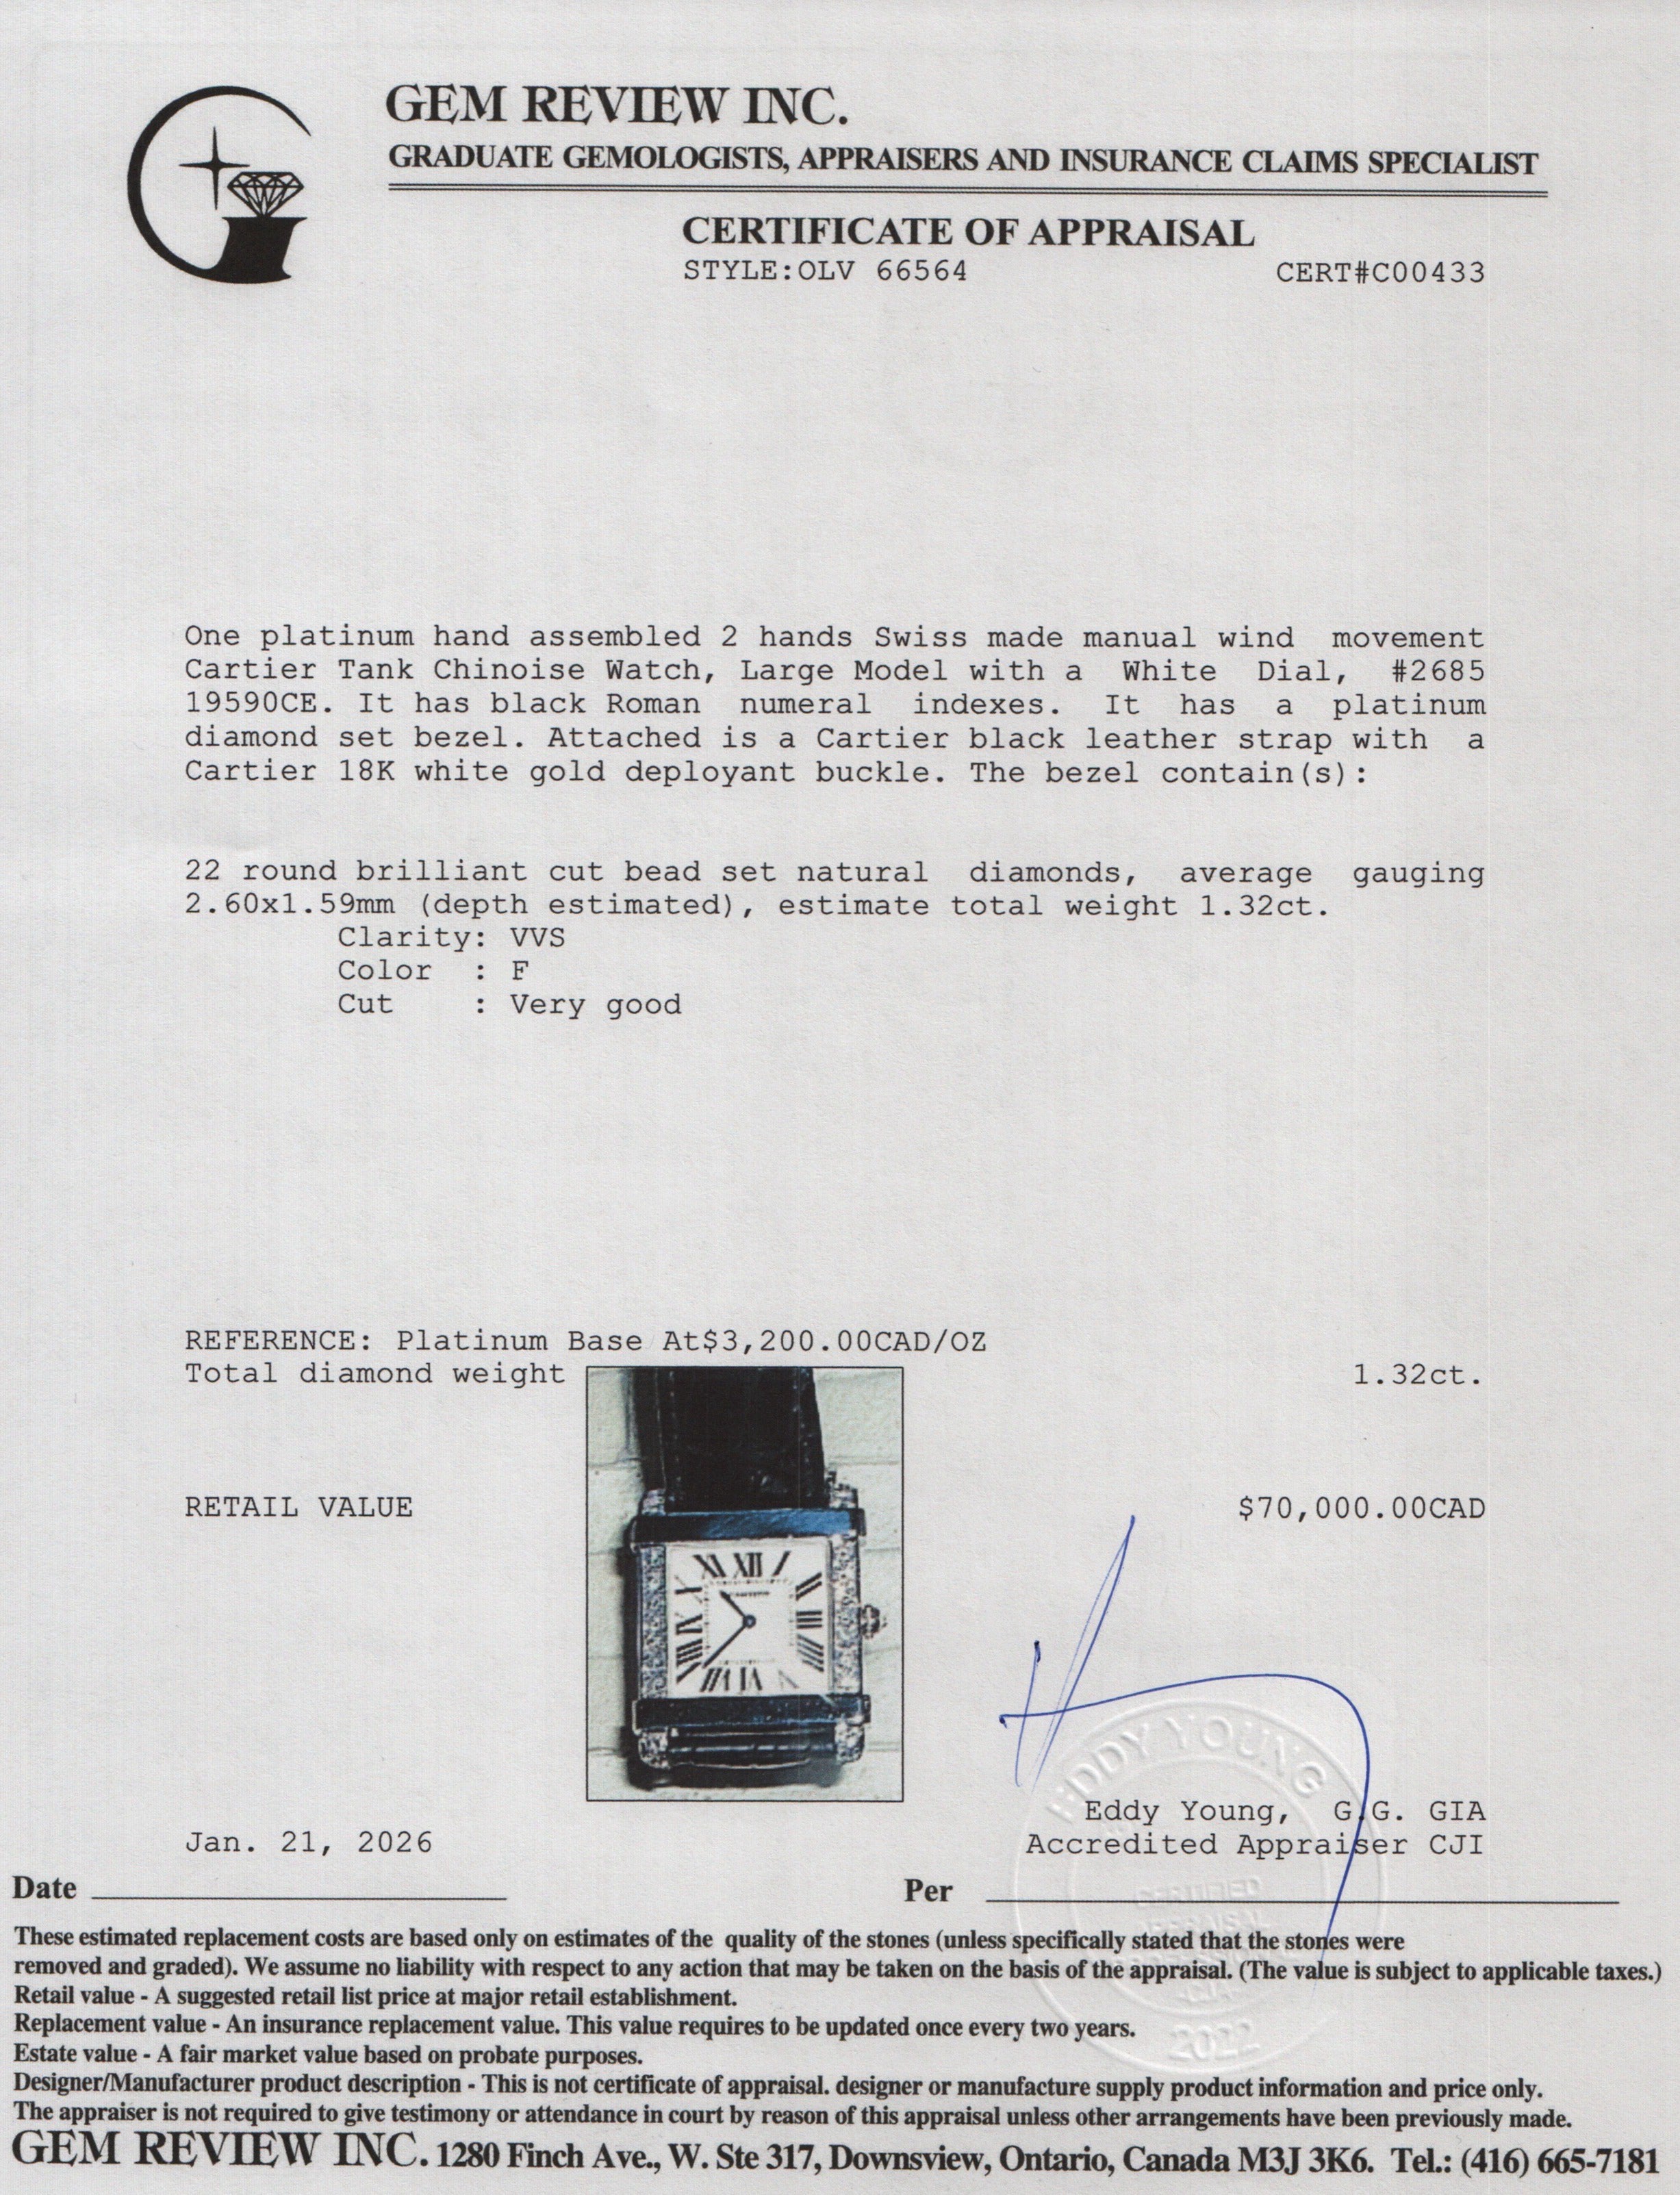 GEM REVIEW INC.
GRADUATE GEMOLOGISTS, APPRAISERS AND INSURANCE CLAIMS SPECIALIST
CERTIFICATE OF APPRAISAL
STYLE:OLV 66564 CERT#C00433
One platinum hand assembled 2 hands Swiss made manual wind movement
Cartier Tank Chinoise Watch, Large Model with a White Dial, #2685
19590CE. It has black Roman numeral indexes. It has a platinum
diamond set bezel. Attached is a Cartier black leather strap with a
Cartier 18K white gold deployant buckle. The bezel contain(s):
22 round brilliant cut bead set natural diamonds, average gauging
2.60x1.59mm (depth estimated), estimate total weight 1.32ct.
Clarity: VVS
Color : F
Cut : Very good
REFERENCE: Platinum Base At$3,200.00CAD/OZ
Total diamond weight 1.32ct.
RETAIL VALUE $70,000.00CAD
XII
EDDY YOUNG
Eddy Young, G.G. GIA
Jan. 21, 2026 Accredited Appraiser CJI
Date Per
CERTIFIED
APPRAISAL
2022
These estimated replacement costs are based only on estimates of the quality of the stones (unless specifically stated that the stones were
removed and graded). We assume no liability with respect to any action that may be taken on the basis of the appraisal. (The value is subject to applicable taxes.)
Retail value - A suggested retail list price at major retail establishment.
Replacement value - An insurance replacement value. This value requires to be updated once every two years.
Estate value - A fair market value based on probate purposes.
Designer/Manufacturer product description - This is not certificate of appraisal. designer or manufacture supply product information and price only.
The appraiser is not required to give testimony or attendance in court by reason of this appraisal unless other arrangements have been previously made.
GEM REVIEW INC. 1280 Finch Ave., W. Ste 317, Downsview, Ontario, Canada M3J 3K6. Tel.: (416) 665-7181